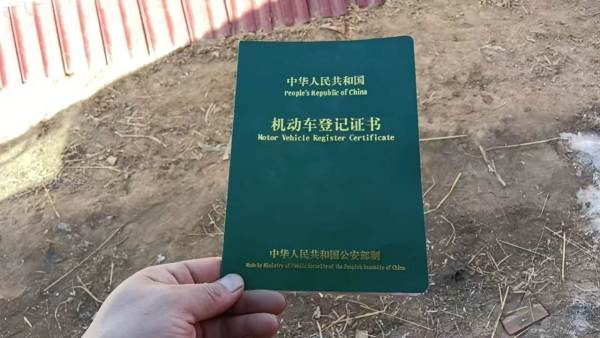 中华人民共和国
People's Republic of China
机动车登记证书
Motor Vehicle Register Certificate
中华人民共和国公安部制
Made by Ministry of Public Security of the People's Republic of China